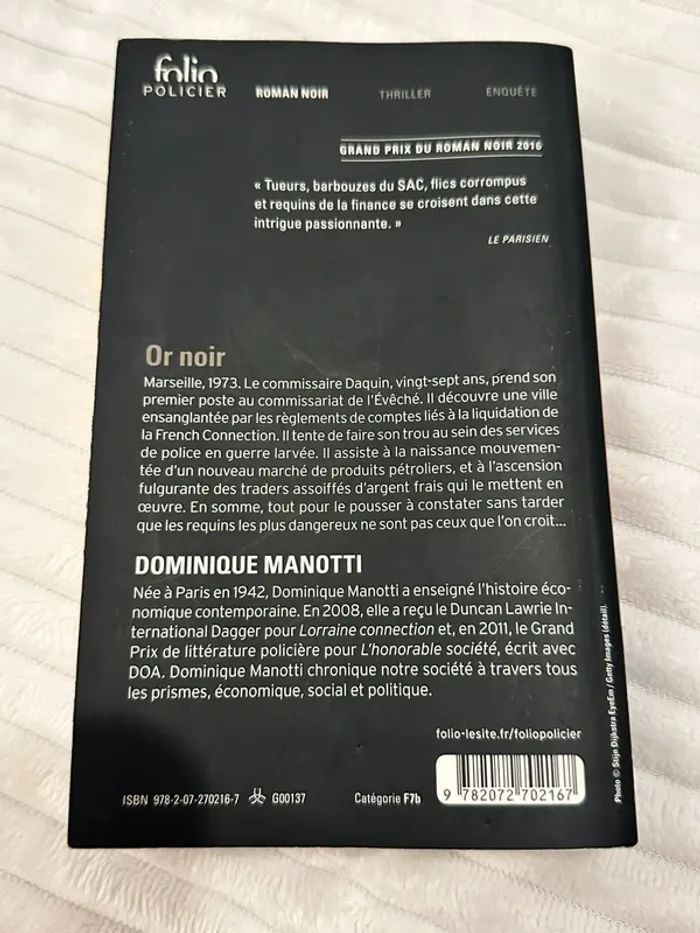 folio
POLICIER ROMAN NOIR THRILLER ENQUÊTE
GRAND PRIX DU ROMAN NOIR 2016
« Tueurs, barbouzes du SAC, flics corrompus
et requins de la finance se croisent dans cette
intrigue passionnante. »
LE PARISIEN
Or noir
Marseille, 1973. Le commissaire Daquin, vingt-sept ans, prend son
premier poste au commissariat de l'Évêché. Il découvre une ville
ensanglantée par les règlements de comptes liés à la liquidation de
la French Connection. Il tente de faire son trou au sein des services
de police en guerre larvée. Il assiste à la naissance mouvemen-
tée d'un nouveau marché de produits pétroliers, et à l'ascension
fulgurante des traders assoiffés d'argent frais qui le mettent en
œuvre. En somme, tout pour le pousser à constater sans tarder
que les requins les plus dangereux ne sont pas ceux que l'on croit...
DOMINIQUE MANOTTI
Née à Paris en 1942, Dominique Manotti a enseigné l'histoire éco-
nomique contemporaine. En 2008, elle a reçu le Duncan Lawrie In-
ternational Dagger pour Lorraine connection et, en 2011, le Grand
Prix de littérature policière pour L'honorable société, écrit avec
DOA. Dominique Manotti chronique notre société à travers tous
les prismes, économique, social et politique.
folio-lesite.fr/foliopolicier
ISBN 978-2-07-270216-7 G00137 Catégorie F7b
9 782072 702167
Photo © Stijn Dijkstra EyeEm / Getty Images (détail).